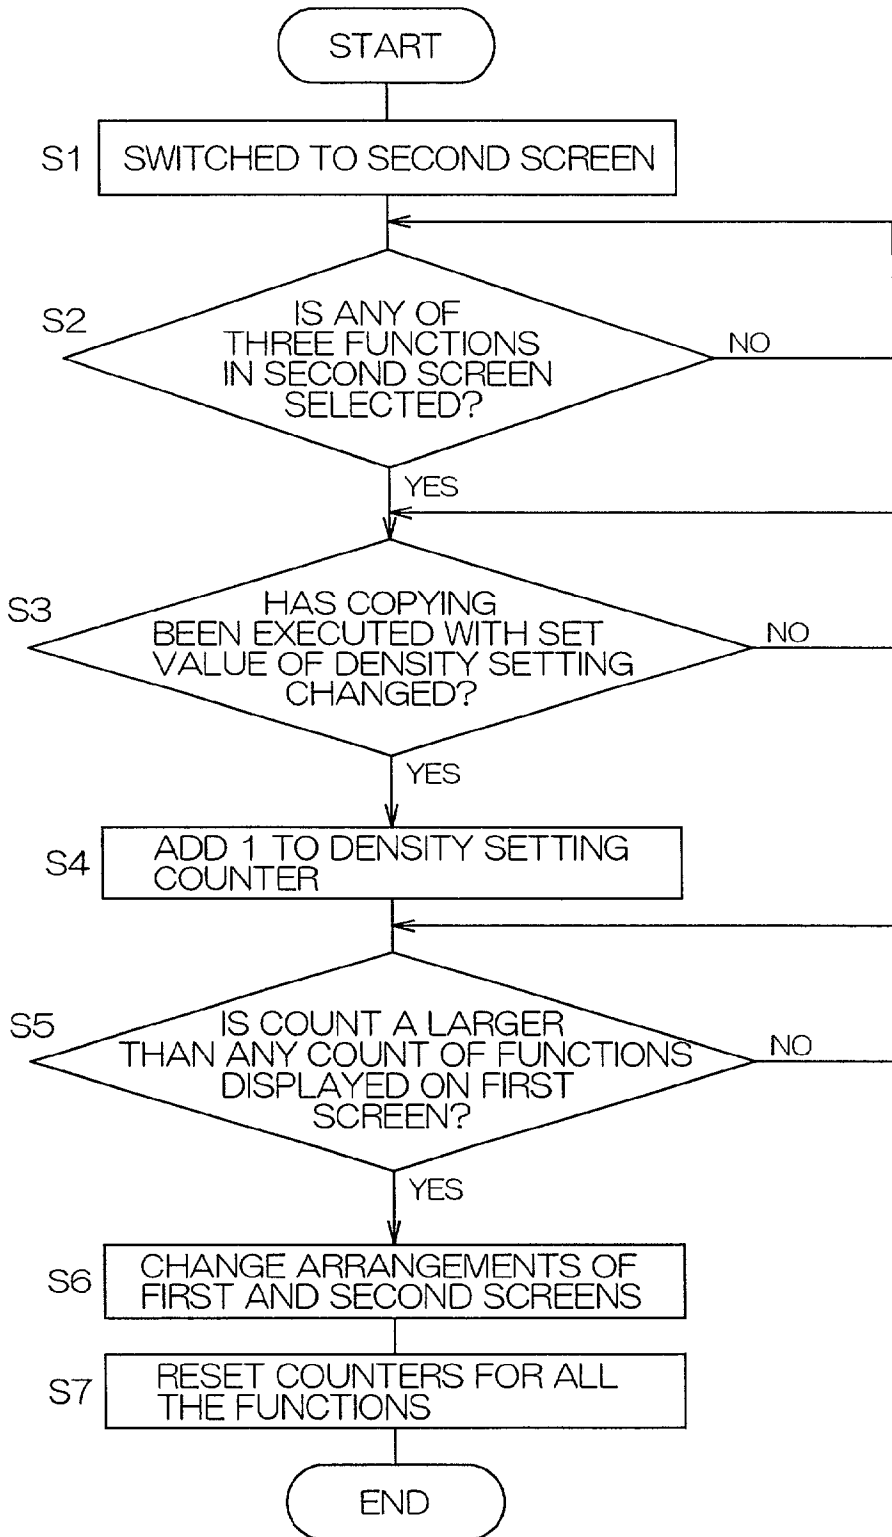 START
S1
SWITCHED TO SECOND SCREEN
S2
IS ANY OF
THREE FUNCTIONS
IN SECOND SCREEN
SELECTED?
NO
YES
S3
HAS COPYING
BEEN EXECUTED WITH SET
VALUE OF DENSITY SETTING
CHANGED?
NO
YES
S4
ADD 1 TO DENSITY SETTING
COUNTER
S5
IS COUNT A LARGER
THAN ANY COUNT OF FUNCTIONS
DISPLAYED ON FIRST
SCREEN?
NO
YES
S6
CHANGE ARRANGEMENTS OF
FIRST AND SECOND SCREENS
S7
RESET COUNTERS FOR ALL
THE FUNCTIONS
END